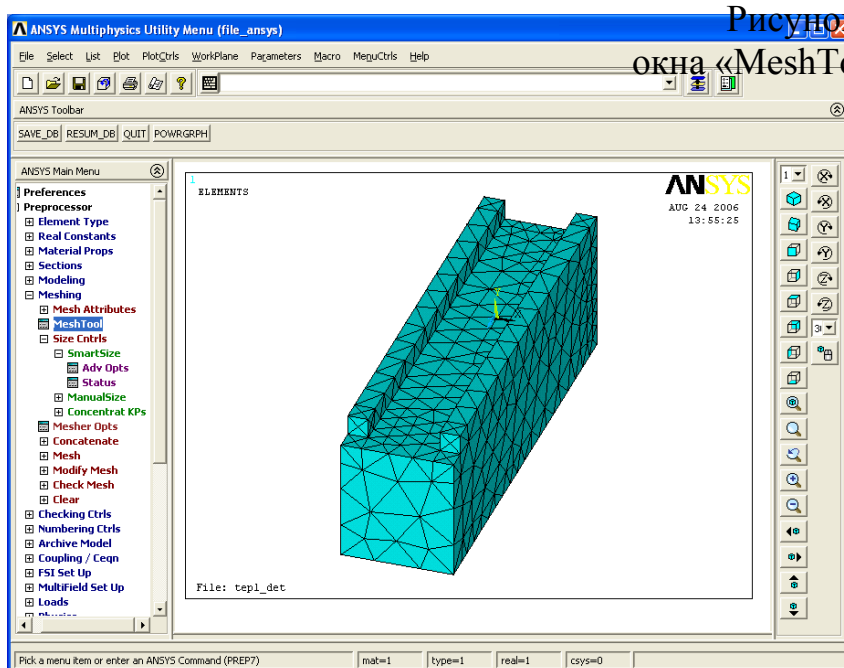 Рисуно
ANSYS Multiphysics Utility Menu (file_ansys)
File Select List Plot PlotCtrls WorkPlane Parameters Macro MenuCtrls Help
окна «MeshTo
ANSYS Toolbar
SAVE_DB RESUM_DB QUIT POWRGRPH
ANSYS Main Menu
Preferences
Preprocessor
Element Type
Real Constants
Material Props
Sections
Modeling
Meshing
Mesh Attributes
MeshTool
Size Cntrls
SmartSize
Adv Opts
Status
ManualSize
Concentrat KPs
Mesher Opts
Concatenate
Mesh
Modify Mesh
Check Mesh
Clear
Checking Ctrls
Numbering Ctrls
Archive Model
Coupling / Ceqn
FSI Set Up
MultiField Set Up
Loads
1
ELEMENTS
ANSYS
AUG 24 2006
13:55:25
Y
File: tepl_det
1
X
X
Y
Y
Z
Z
Pick a menu item or enter an ANSYS Command (PREP7)
mat=1
type=1
real=1
csys=0